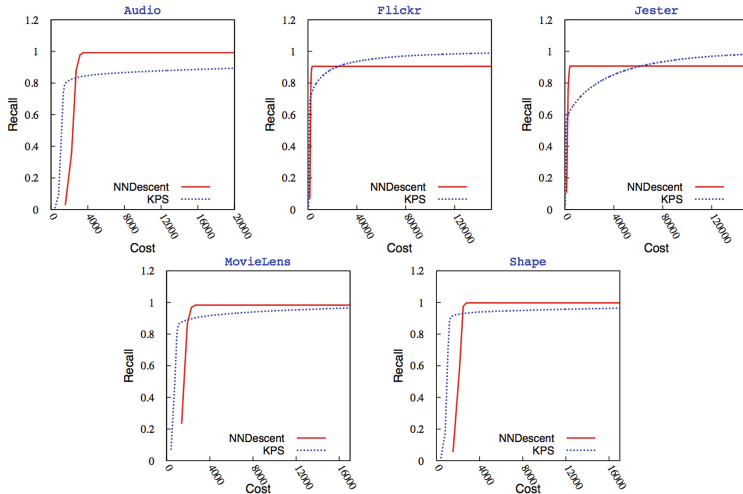 Audio
1.2
1
0.8
0.6
0.4
0.2
0
Recall
NNDescent
KPS
0
4000
8000
12000
16000
20000
Cost
Flickr
1.2
1
0.8
0.6
0.4
0.2
0
Recall
NNDescent
KPS
0
40000
80000
120000
Cost
Jester
1.2
1
0.8
0.6
0.4
0.2
0
Recall
NNDescent
KPS
0
40000
80000
120000
Cost
MovieLens
1.2
1
0.8
0.6
0.4
0.2
0
Recall
NNDescent
KPS
0
4000
8000
12000
16000
Cost
Shape
1.2
1
0.8
0.6
0.4
0.2
0
Recall
NNDescent
KPS
0
4000
8000
12000
16000
Cost